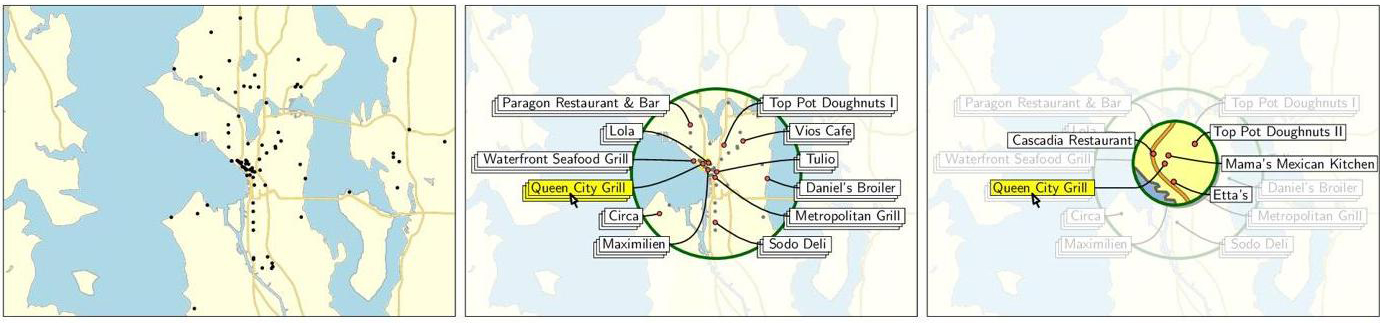 Paragon Restaurant & Bar
Top Pot Doughnuts I
Lola
Vios Cafe
Waterfront Seafood Grill
Tulio
Queen City Grill
Daniel's Broiler
Circa
Metropolitan Grill
Maximilien
Sodo Deli
Paragon Restaurant & Bar
Top Pot Doughnuts I
Lola
Cascadia Restaurant
Top Pot Doughnuts II
Waterfront Seafood Grill
Mama's Mexican Kitchen
Queen City Grill
Daniel's Broiler
Etta's
Circa
Metropolitan Grill
Maximilien
Sodo Deli